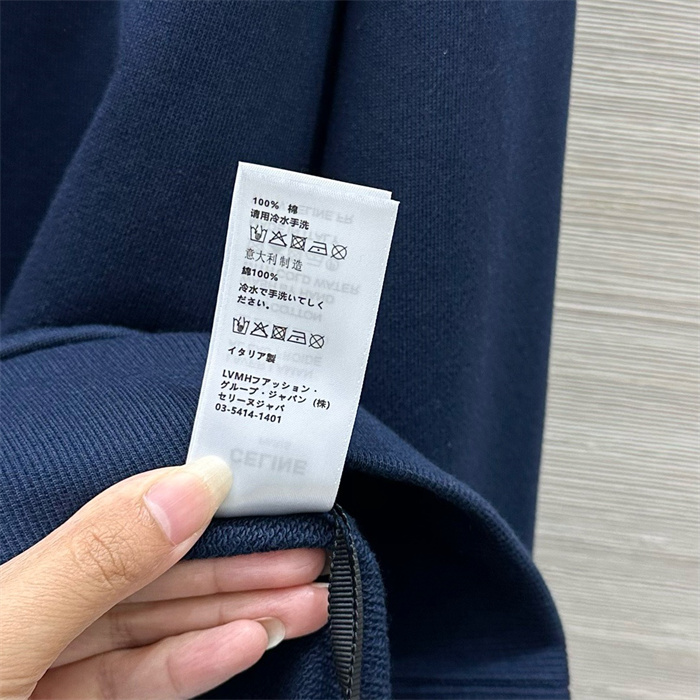 100% 棉
请用冷水手洗
意大利制造
綿100%
冷水で手洗いてしく
ださい。
イタリア製
LVMHファアッション・
グループ・ジャパン (株)
セリーヌジャパ
03-5414-1401
CELINE
PARIS